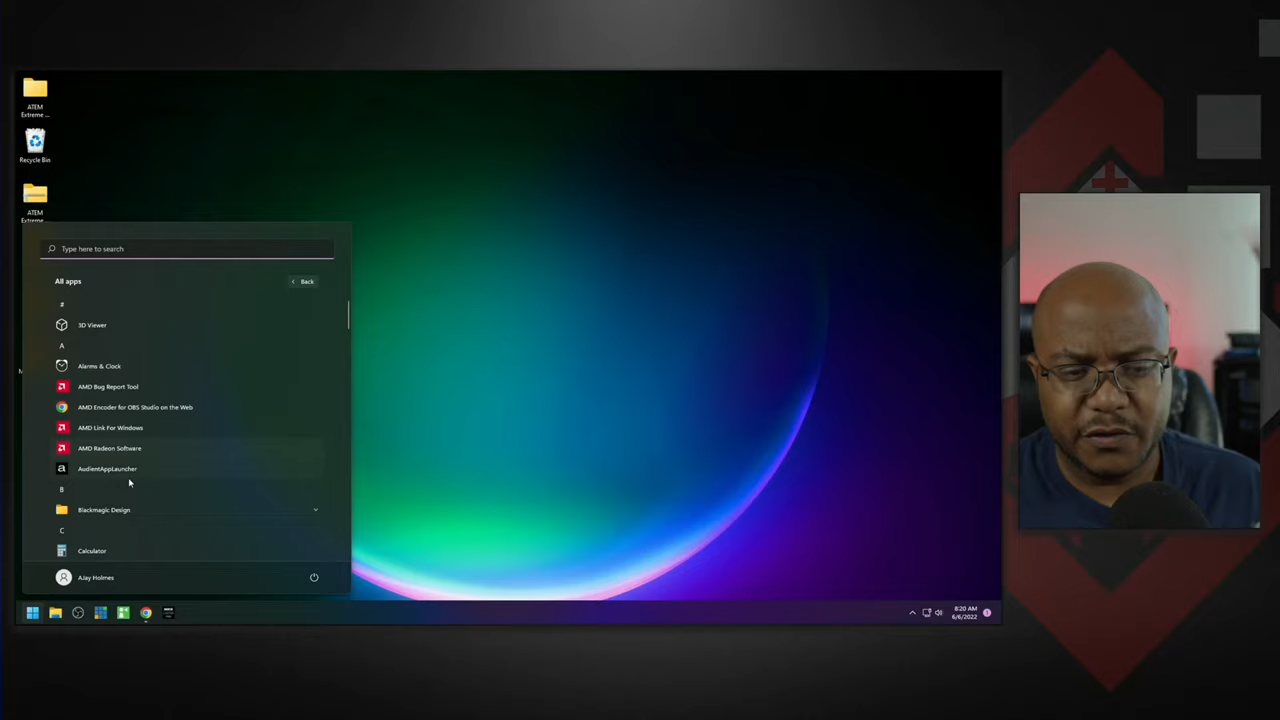 ATEM
Extreme ...
Recycle Bin
ATEM
Extreme ...
Type here to search
All apps
Back
#
3D Viewer
A
Alarms & Clock
AMD Bug Report Tool
AMD Encoder for OBS Studio on the Web
AMD Link For Windows
AMD Radeon Software
AudientAppLauncher
B
Blackmagic Design
C
Calculator
AJay Holmes
8:20 AM
6/6/2022
1